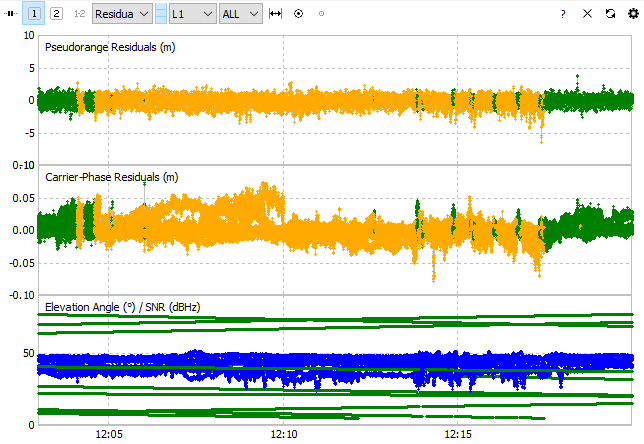 1 2 1-2 Residua L1 ALL ?
Pseudorange Residuals (m)
10
5
0
-5
0.10
Carrier-Phase Residuals (m)
0.05
0.00
-0.05
-0.10
Elevation Angle (°) / SNR (dBHz)
50
0
12:05 12:10 12:15